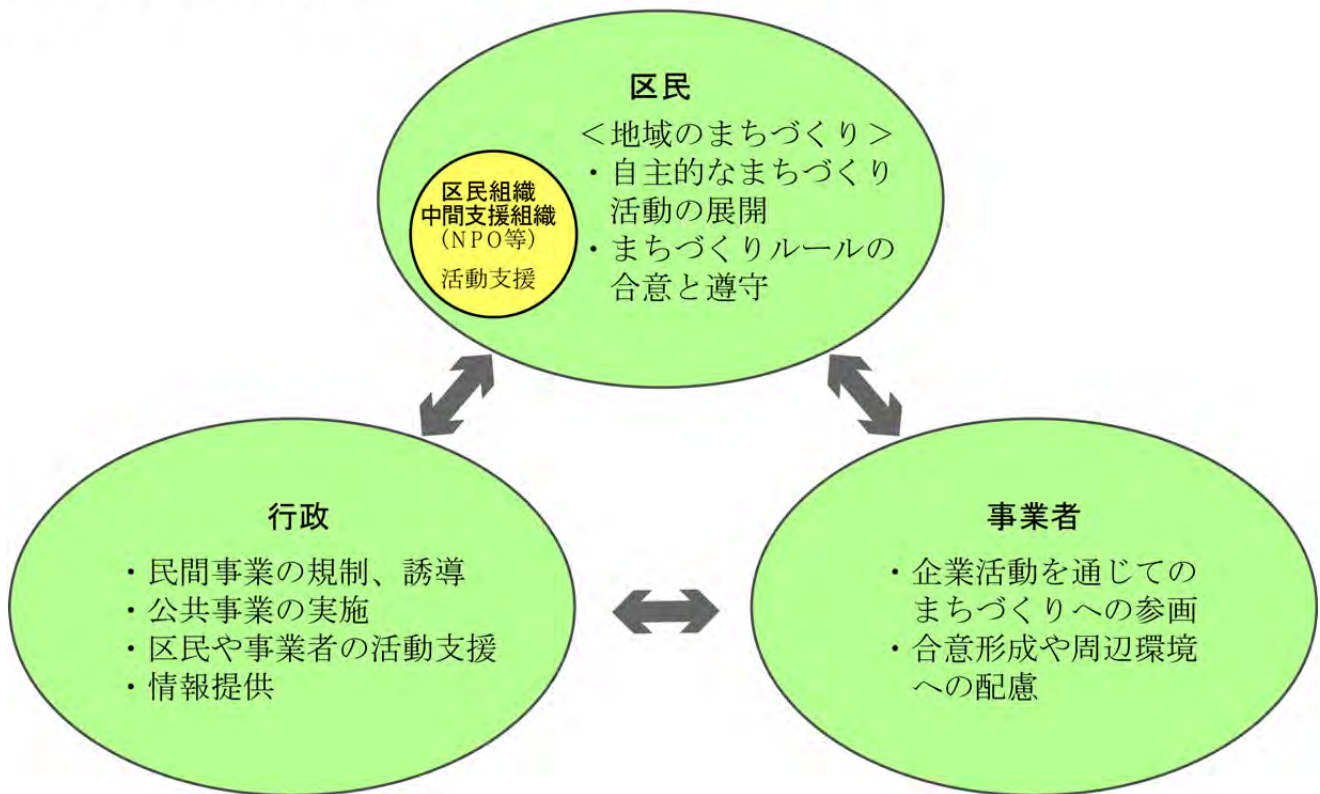 区民
＜地域のまちづくり＞
・自主的なまちづくり
活動の展開
・まちづくりルールの
合意と遵守
区民組織
中間支援組織
（NPO等）
活動支援
行政
・民間事業の規制、誘導
・公共事業の実施
・区民や事業者の活動支援
・情報提供
事業者
・企業活動を通じての
まちづくりへの参画
・合意形成や周辺環境
への配慮